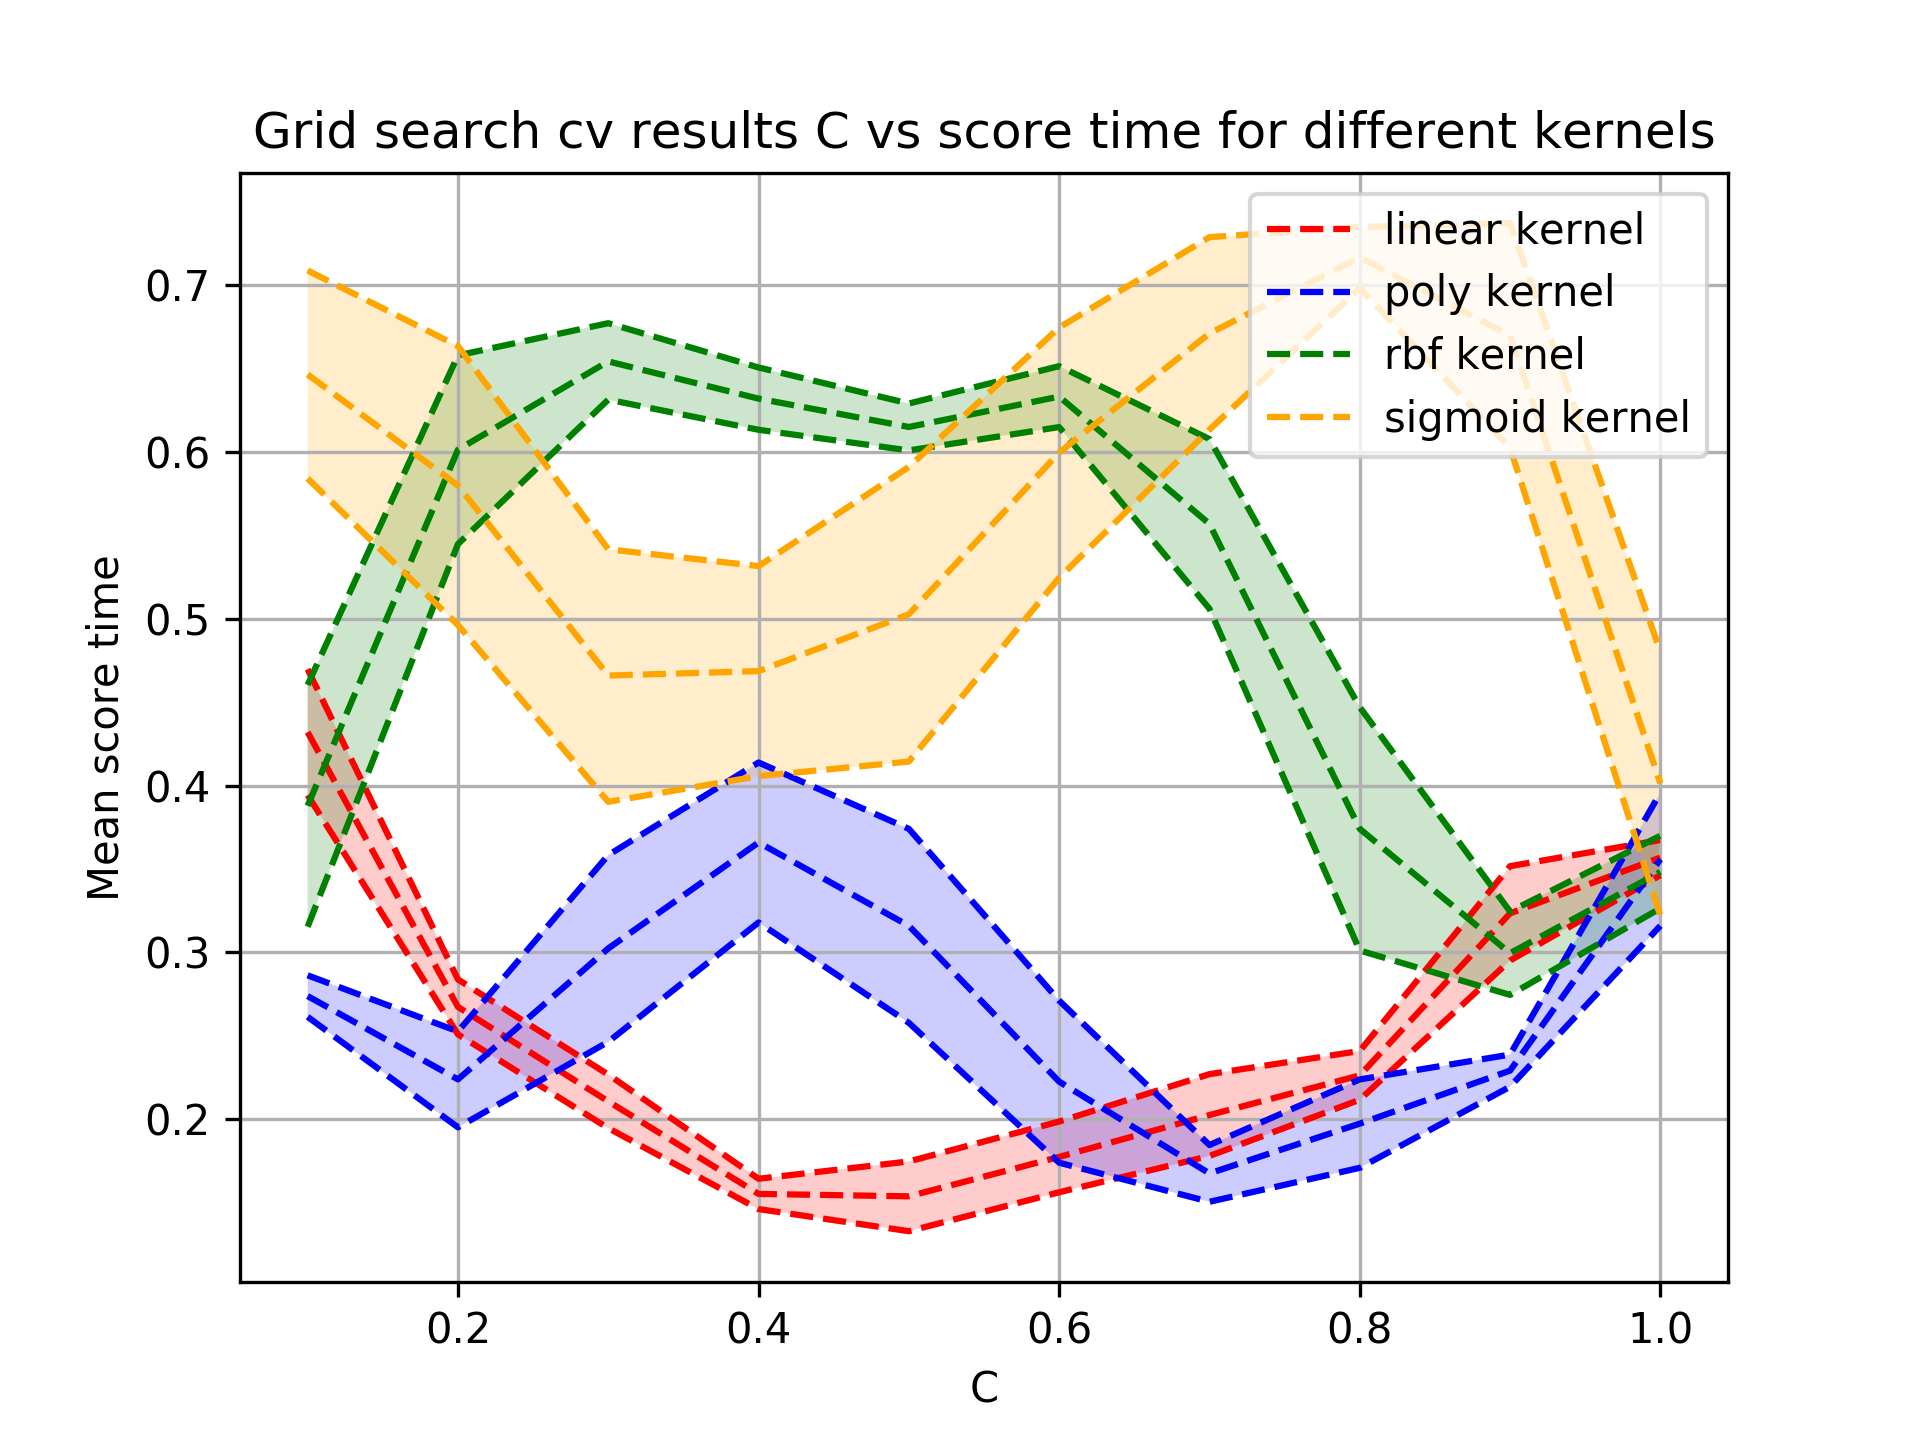 Grid search cv results C vs score time for different kernels
linear kernel
poly kernel
rbf kernel
sigmoid kernel
Mean score time
0.7
0.6
0.5
0.4
0.3
0.2
0.2 0.4 0.6 0.8 1.0
C